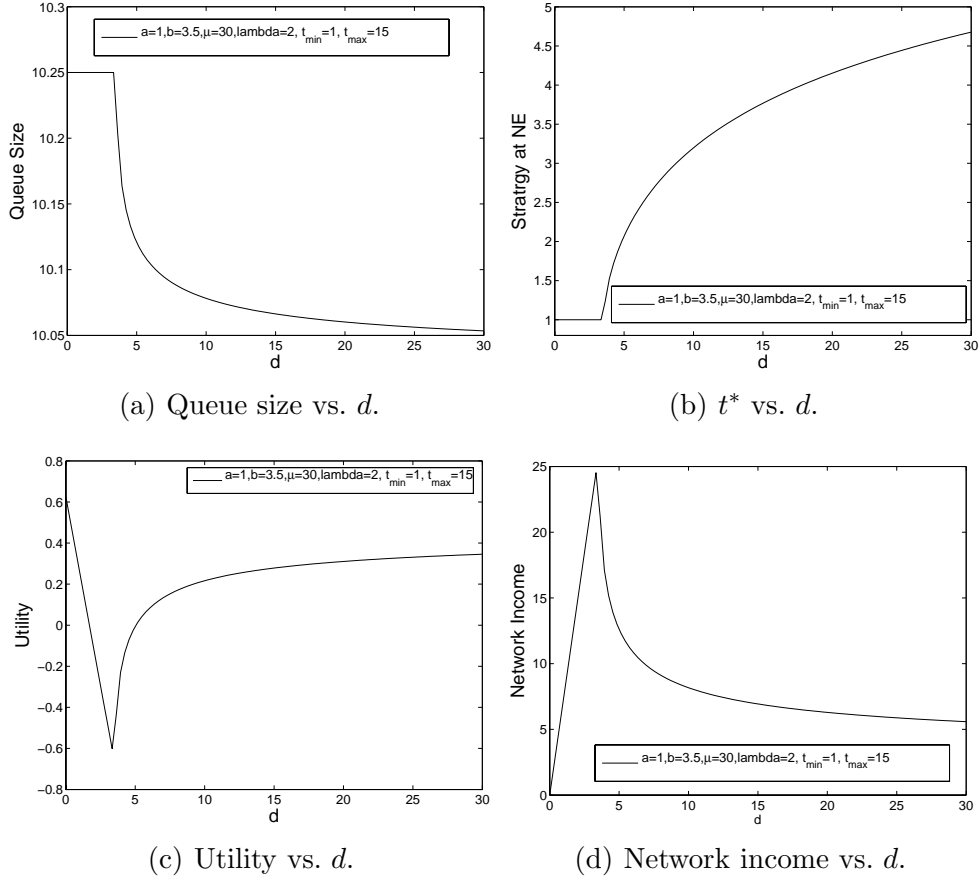 10.3
10.25
10.2
10.15
10.1
10.05
0 5 10 15 20 25 30
Queue Size
d
a=1,b=3.5,μ=30,lambda=2, t_min=1, t_max=15
(a) Queue size vs. d.
5
4.5
4
3.5
3
2.5
2
1.5
1
0 5 10 15 20 25 30
Stratrgy at NE
d
a=1,b=3.5,μ=30,lambda=2, t_min=1, t_max=15
(b) t* vs. d.
0.8
0.6
0.4
0.2
0
−0.2
−0.4
−0.6
−0.8
0 5 10 15 20 25 30
Utility
d
a=1,b=3.5,μ=30,lambda=2, t_min=1, t_max=15
(c) Utility vs. d.
25
20
15
10
5
0
0 5 10 15 20 25 30
Network Income
d
a=1,b=3.5,μ=30,lambda=2, t_min=1, t_max=15
(d) Network income vs. d.